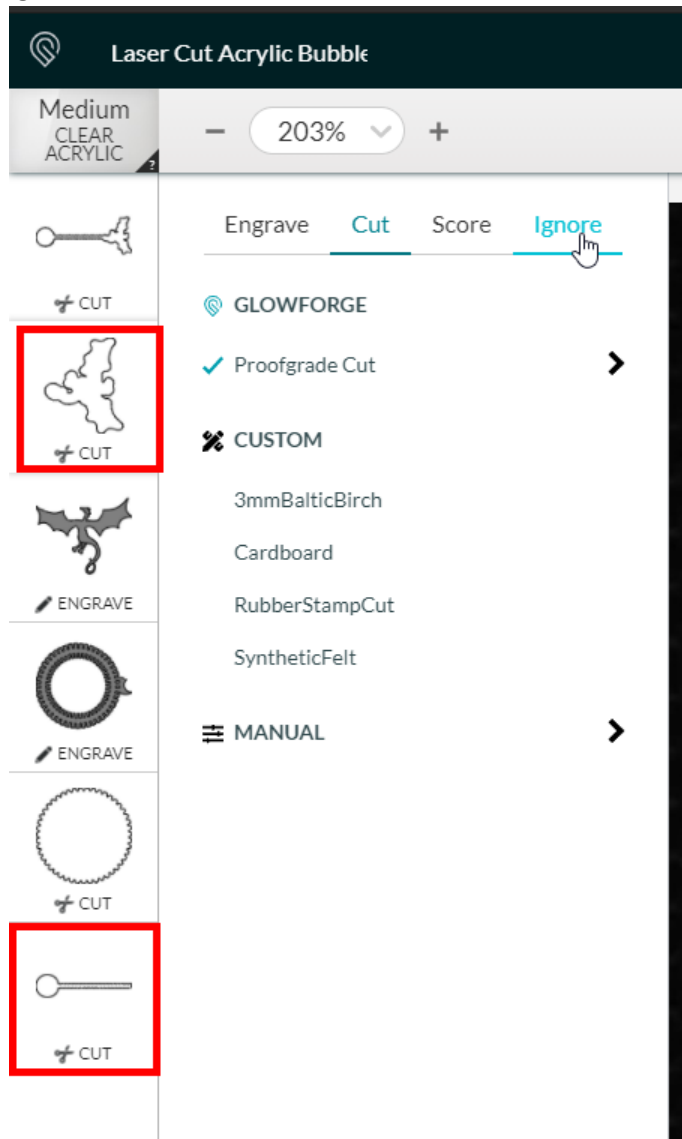 Laser Cut Acrylic Bubble
Medium
CLEAR
ACRYLIC
?
203%
Engrave Cut Score Ignore
CUT
GLOWFORGE
Proofgrade Cut
CUT
CUSTOM
3mmBalticBirch
Cardboard
ENGRAVE
RubberStampCut
SyntheticFelt
MANUAL
ENGRAVE
CUT
CUT